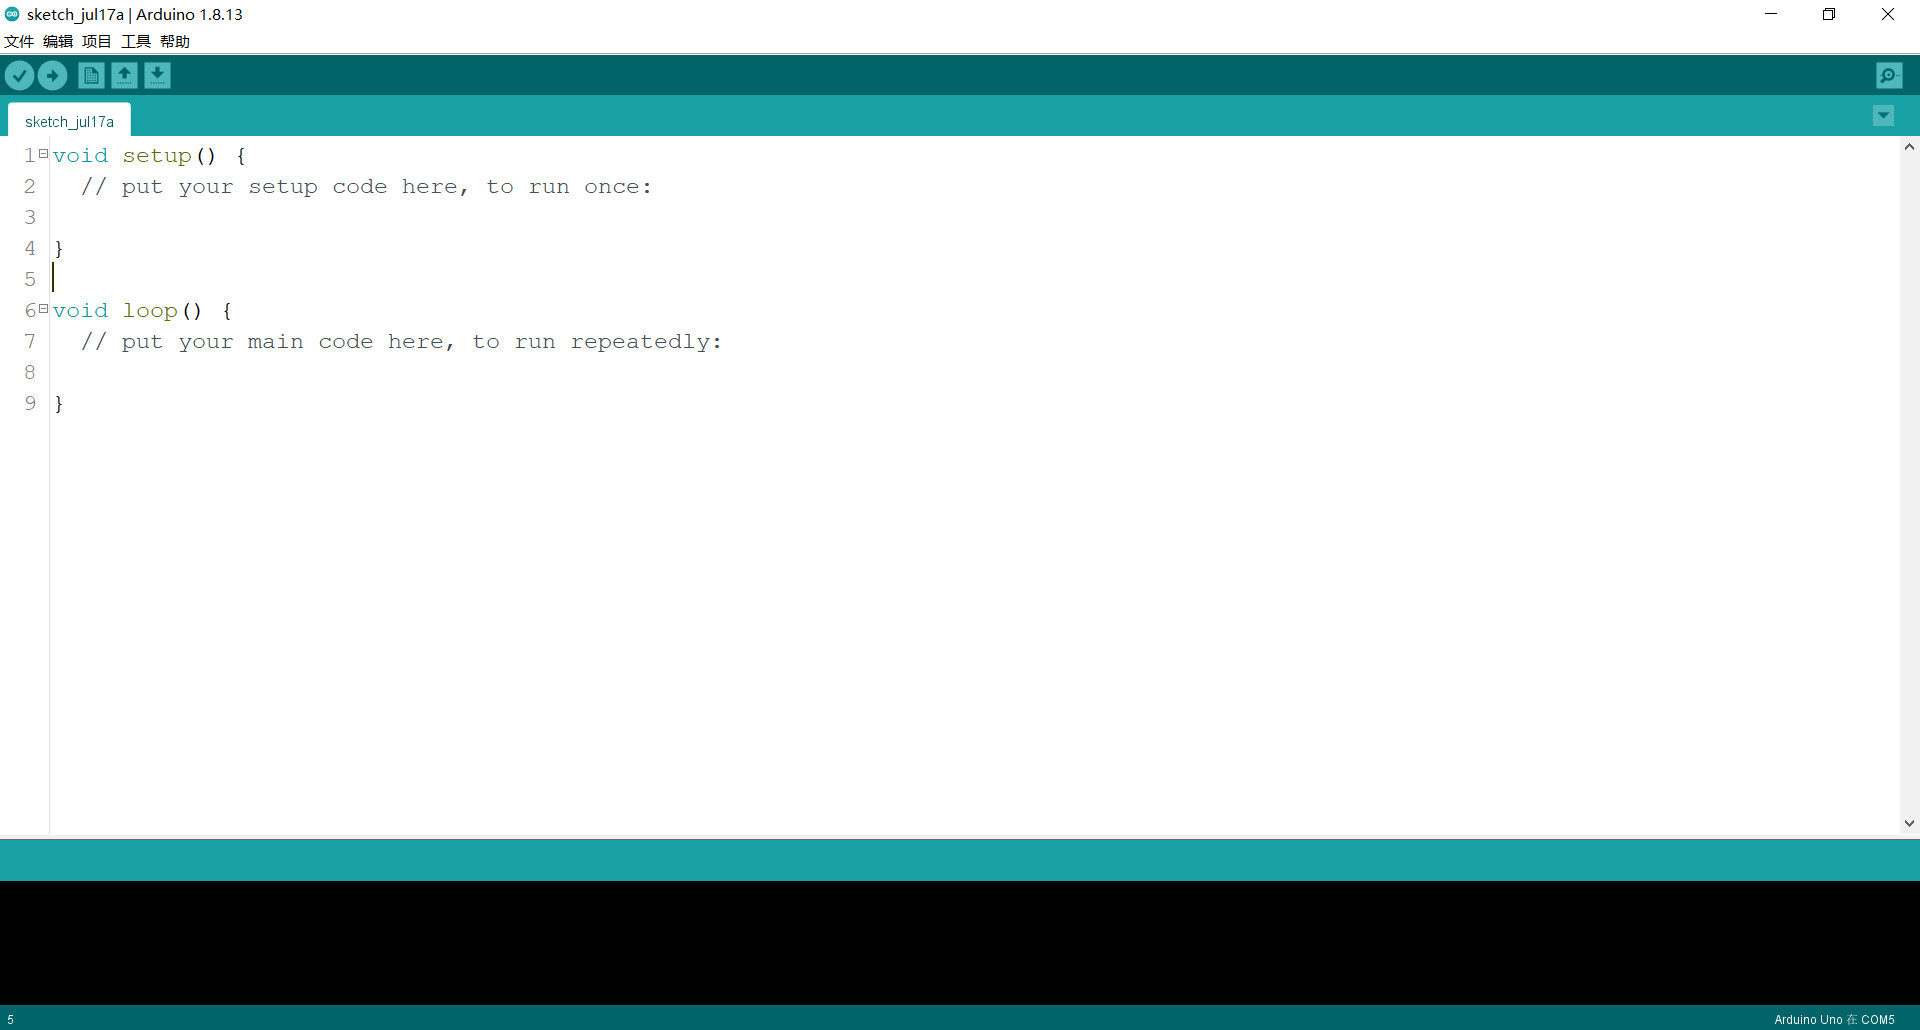 sketch_jul17a | Arduino 1.8.13
文件 编辑 项目 工具 帮助
sketch_jul17a
1 void setup() {
2   // put your setup code here, to run once:
3
4 }
5
6 void loop() {
7   // put your main code here, to run repeatedly:
8
9 }
5
Arduino Uno 在 COM5